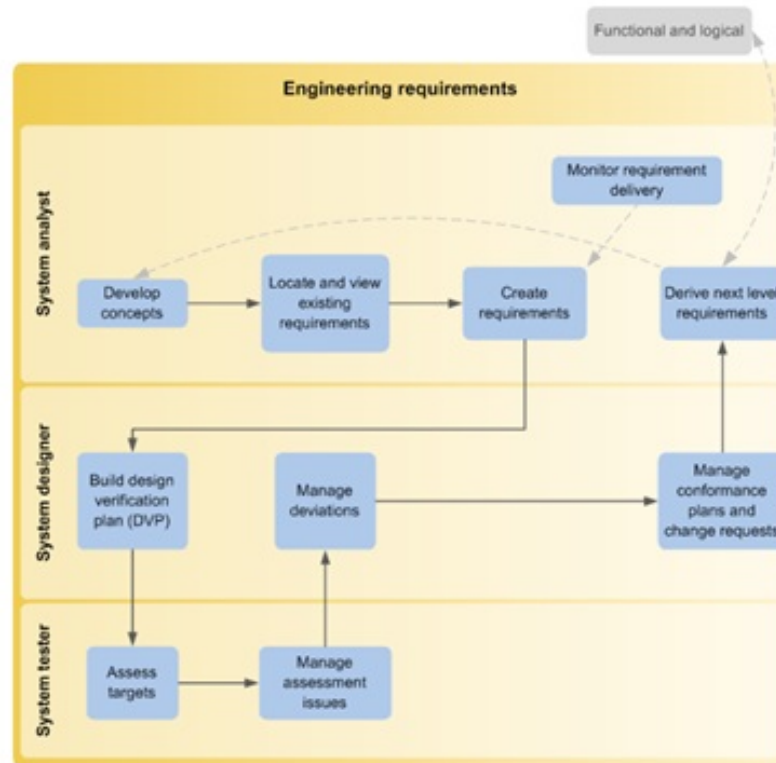 Functional and logical
Engineering requirements
System analyst
Monitor requirement
delivery
Develop
concepts
Locate and view
existing
requirements
Create
requirements
Derive next level
requirements
System designer
Build design
verification
plan (DVP)
Manage
deviations
Manage
conformance
plans and
change requests
System tester
Assess
targets
Manage
assessment
issues